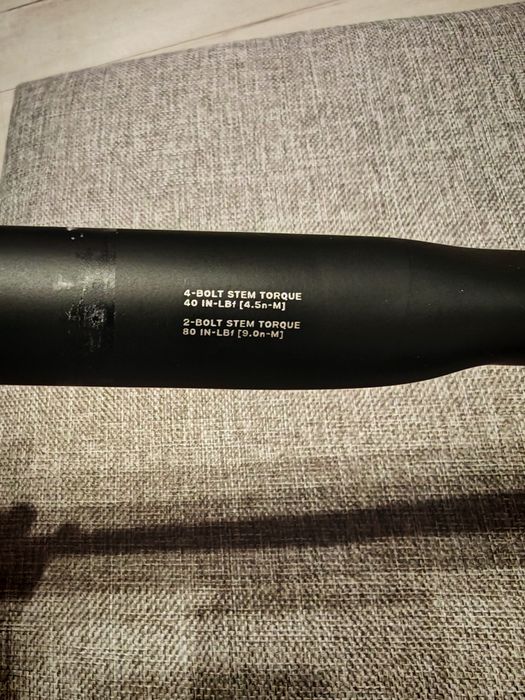 4-BOLT STEM TORQUE
40 IN-LBf [4.5n-M]
2-BOLT STEM TORQUE
80 IN-LBf [9.0n-M]